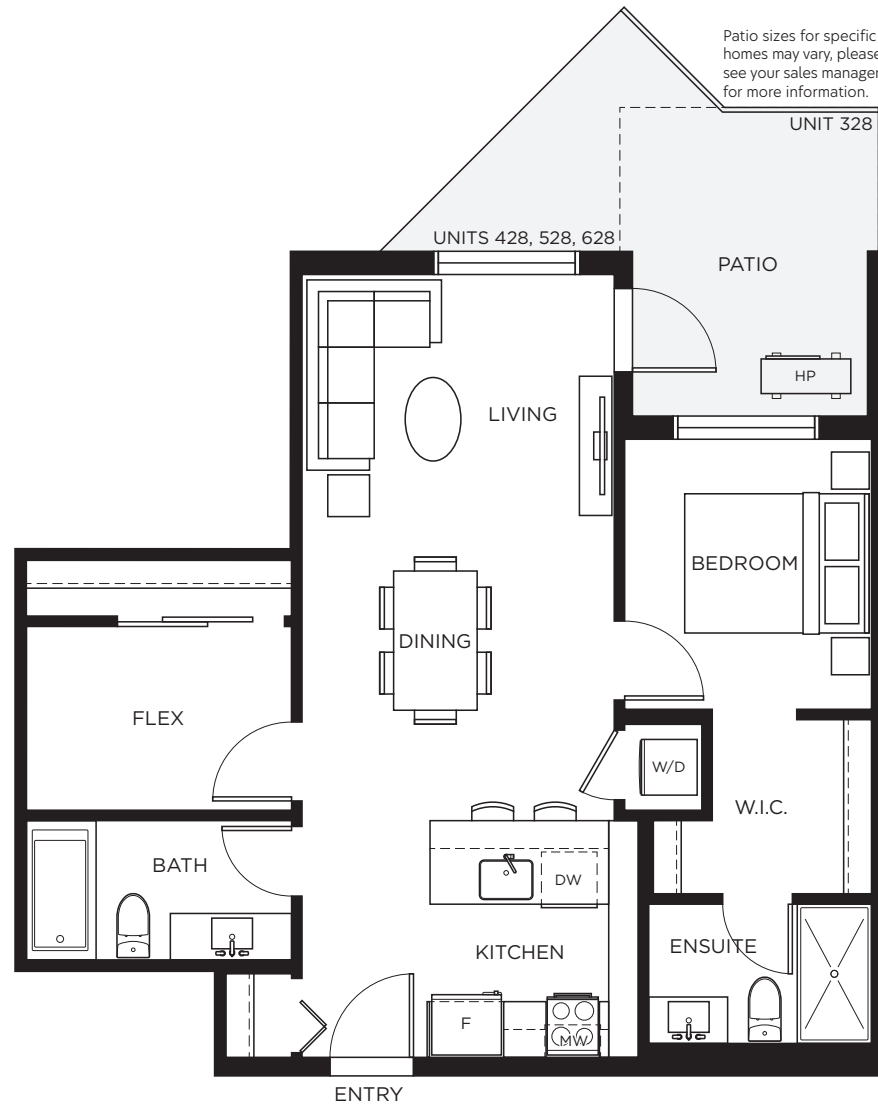 Patio sizes for specific
homes may vary, please
see your sales manager
for more information.
UNIT 328
UNITS 428, 528, 628
PATIO
HP
LIVING
BEDROOM
DINING
FLEX
W/D
W.I.C.
BATH
DW
KITCHEN
ENSUITE
F
MW
ENTRY